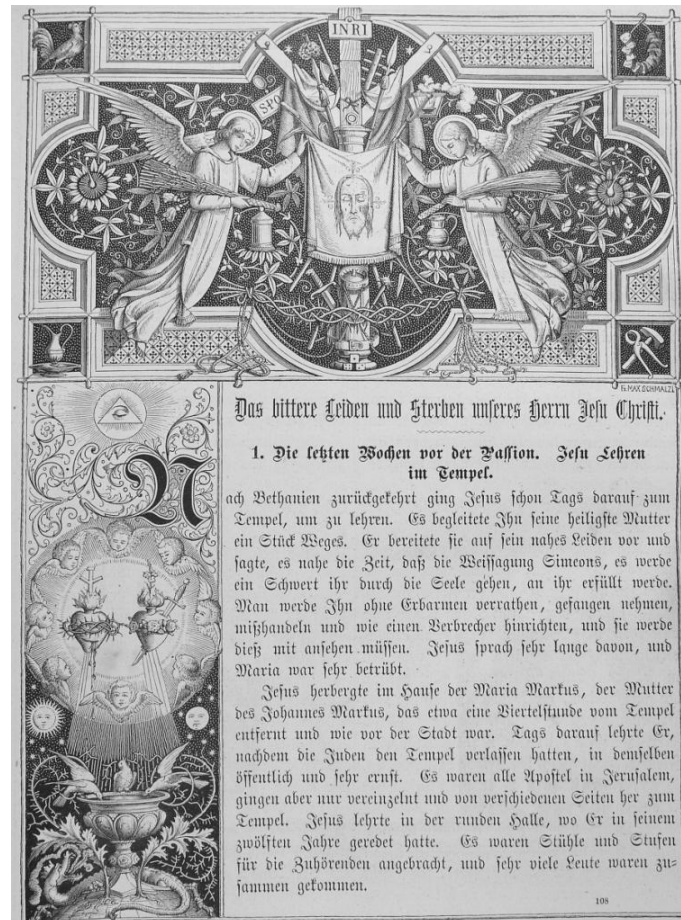 INRI
SPQ
Fr. MAX SCHMALZL
Das bittere Leiden und Sterben unseres Herrn Jesu Christi.
1. Die letzten Wochen vor der Passion. Jesu Lehren
im Tempel.
Nach Bethanien zurückgekehrt ging Jesus schon Tags darauf zum
Tempel, um zu lehren. Es begleitete Ihn seine heiligste Mutter
ein Stück Weges. Er bereitete sie auf sein nahes Leiden vor und
sagte, es nahe die Zeit, daß die Weissagung Simeons, es werde
ein Schwert ihr durch die Seele gehen, an ihr erfüllt werde.
Man werde Ihn ohne Erbarmen verrathen, gefangen nehmen,
mißhandeln und wie einen Verbrecher hinrichten, und sie werde
dieß mit ansehen müssen. Jesus sprach sehr lange davon, und
Maria war sehr betrübt.
Jesus herbergte im Hause der Maria Markus, der Mutter
des Johannes Markus, das etwa eine Viertelstunde vom Tempel
entfernt und wie vor der Stadt war. Tags darauf lehrte Er,
nachdem die Juden den Tempel verlassen hatten, in demselben
öffentlich und sehr ernst. Es waren alle Apostel in Jerusalem,
gingen aber nur vereinzelnt und von verschiedenen Seiten her zum
Tempel. Jesus lehrte in der runden Halle, wo Er in seinem
zwölften Jahre geredet hatte. Es waren Stühle und Stufen
für die Zuhörenden angebracht, und sehr viele Leute waren zu-
sammen gekommen.
108